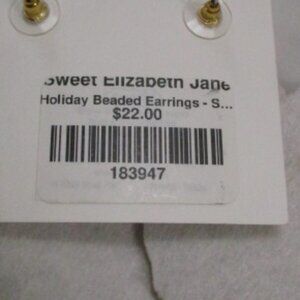 Sweet Elizabeth Jane
Holiday Beaded Earrings - S...
$22.00
183947